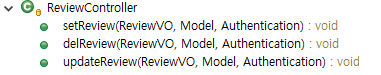 ReviewController
setReview(ReviewVO, Model, Authentication) : void
delReview(ReviewVO, Model, Authentication) : void
updateReview(ReviewVO, Model, Authentication) : void